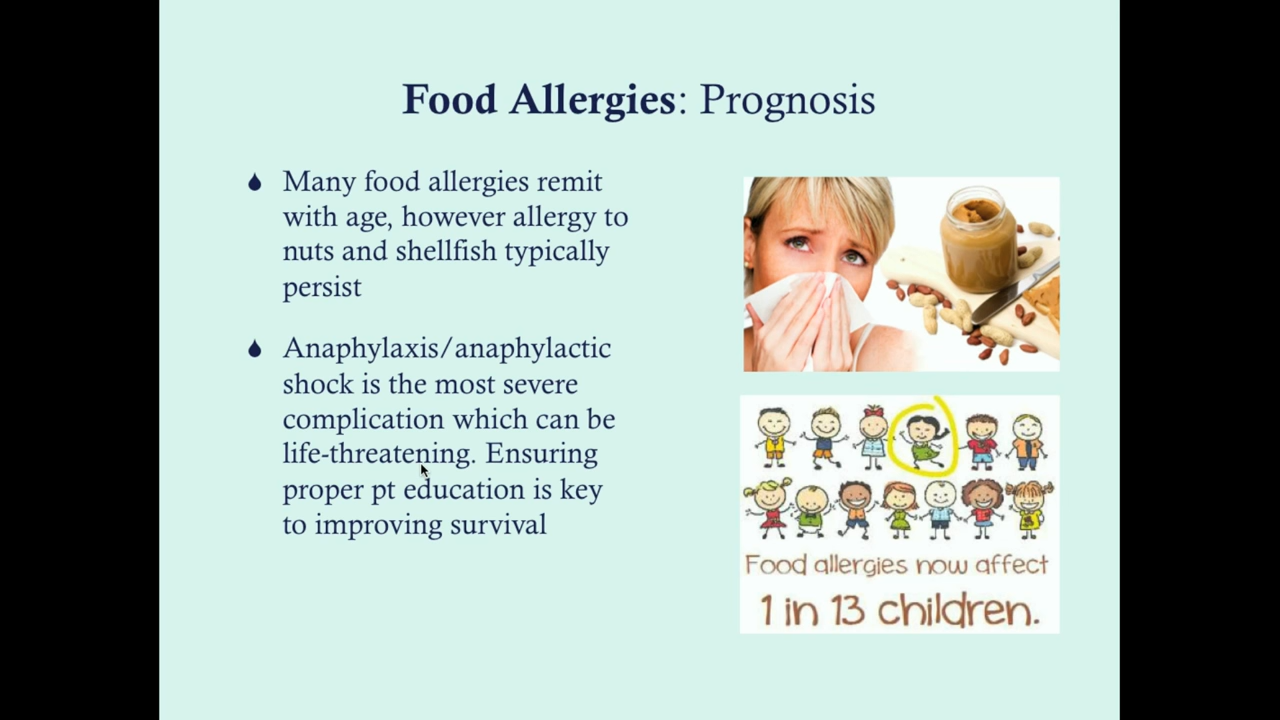 Food Allergies: Prognosis
Many food allergies remit
with age, however allergy to
nuts and shellfish typically
persist
Anaphylaxis/anaphylactic
shock is the most severe
complication which can be
life-threatening. Ensuring
proper pt education is key
to improving survival
Food allergies now affect
1 in 13 children.